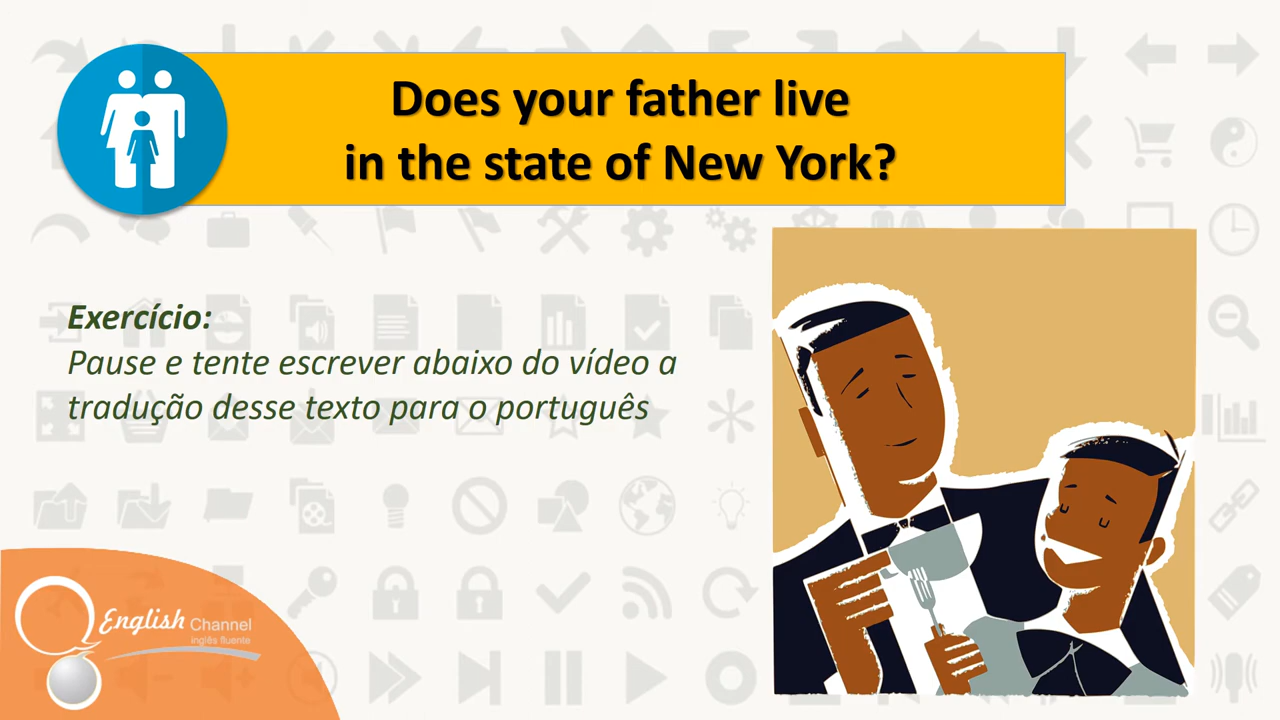 Does your father live
in the state of New York?
Exercício:
Pause e tente escrever abaixo do vídeo a
tradução desse texto para o português
English Channel
inglês fluente